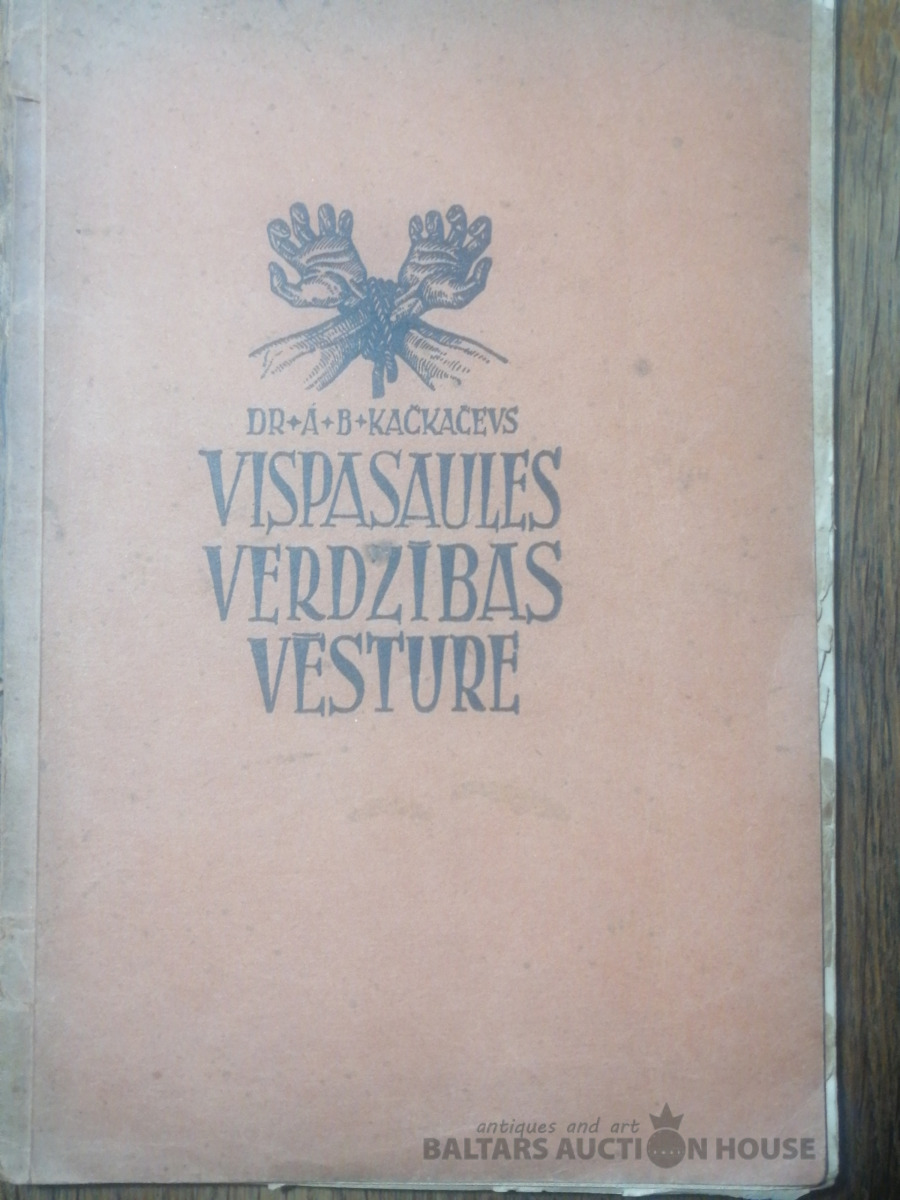 DR+A+B+KAČKAČEVS
VISPASAULES
VERDZĪBAS
VĒSTURE
antiques and art
BALTARS AUCTION HOUSE